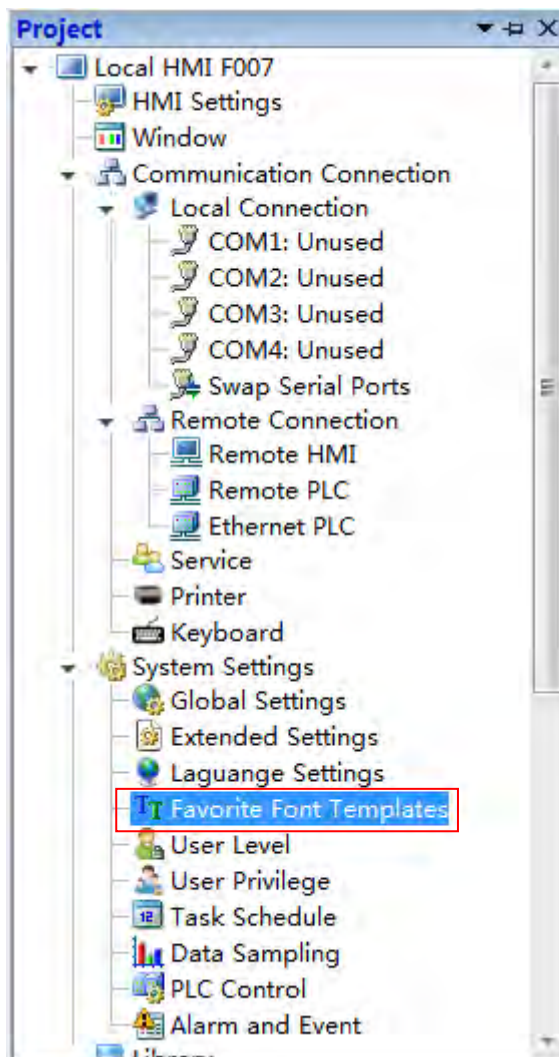 Project
Local HMI F007
HMI Settings
Window
Communication Connection
Local Connection
COM1: Unused
COM2: Unused
COM3: Unused
COM4: Unused
Swap Serial Ports
Remote Connection
Remote HMI
Remote PLC
Ethernet PLC
Service
Printer
Keyboard
System Settings
Global Settings
Extended Settings
Laguange Settings
Favorite Font Templates
User Level
User Privilege
Task Schedule
Data Sampling
PLC Control
Alarm and Event
Library